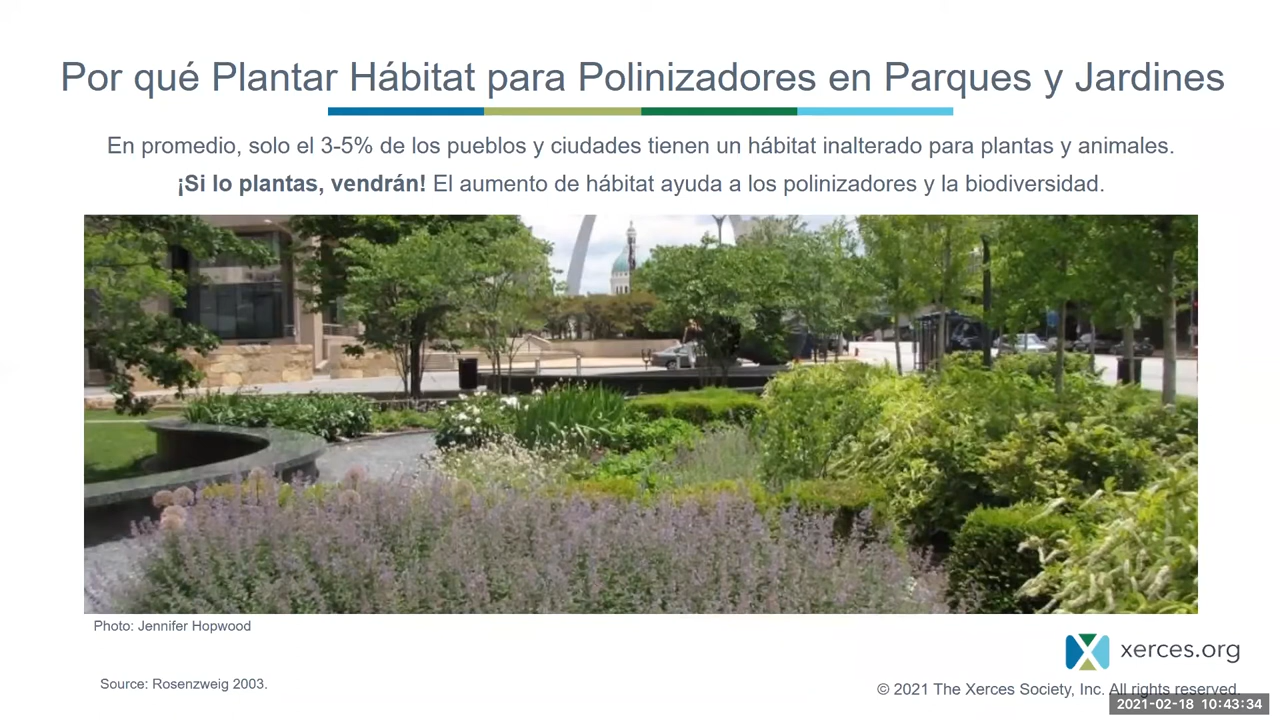 Por qué Plantar Hábitat para Polinizadores en Parques y Jardines
En promedio, solo el 3-5% de los pueblos y ciudades tienen un hábitat inalterado para plantas y animales.
¡Si lo plantas, vendrán! El aumento de hábitat ayuda a los polinizadores y la biodiversidad.
Photo: Jennifer Hopwood
xerces.org
Source: Rosenzweig 2003.
© 2021 The Xerces Society, Inc. All rights reserved.
2021-02-18 10:43:34